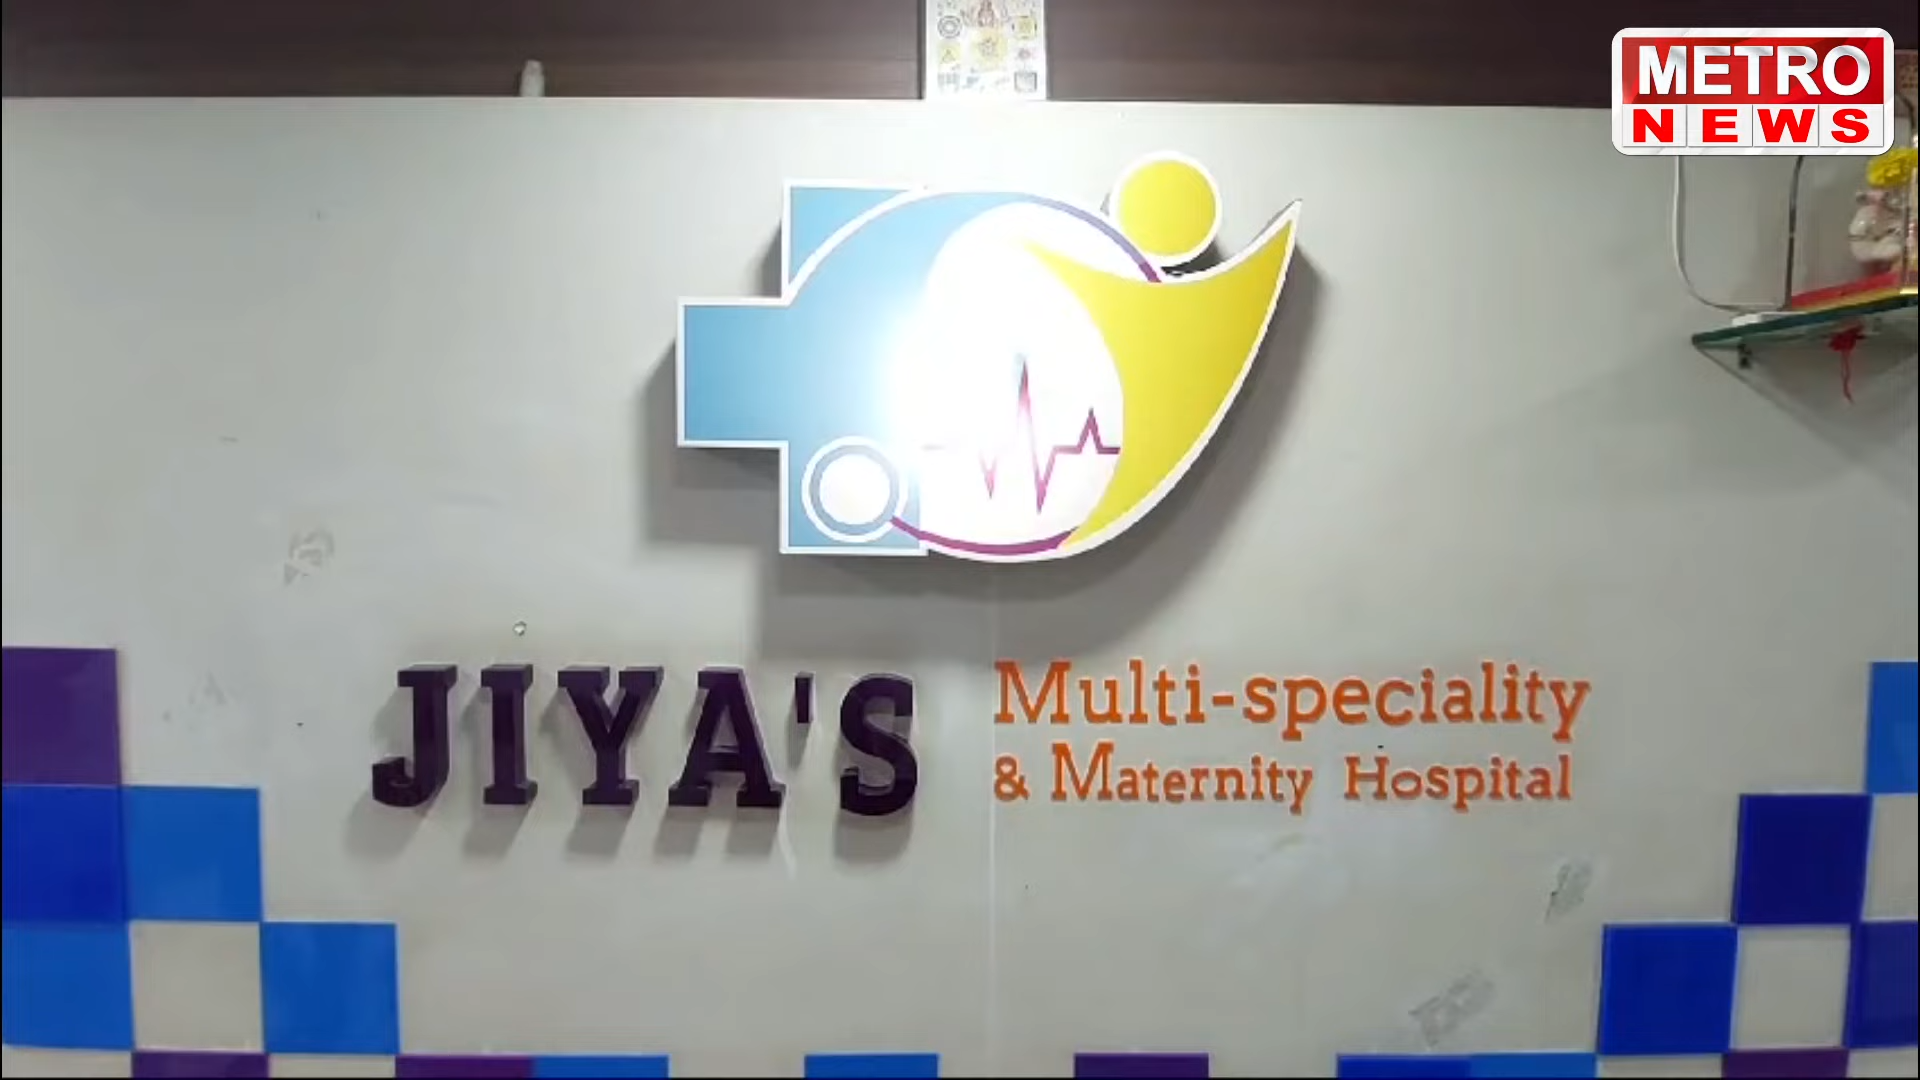 METRO
NEWS
JIYA'S
Multi-speciality
& Maternity Hospital